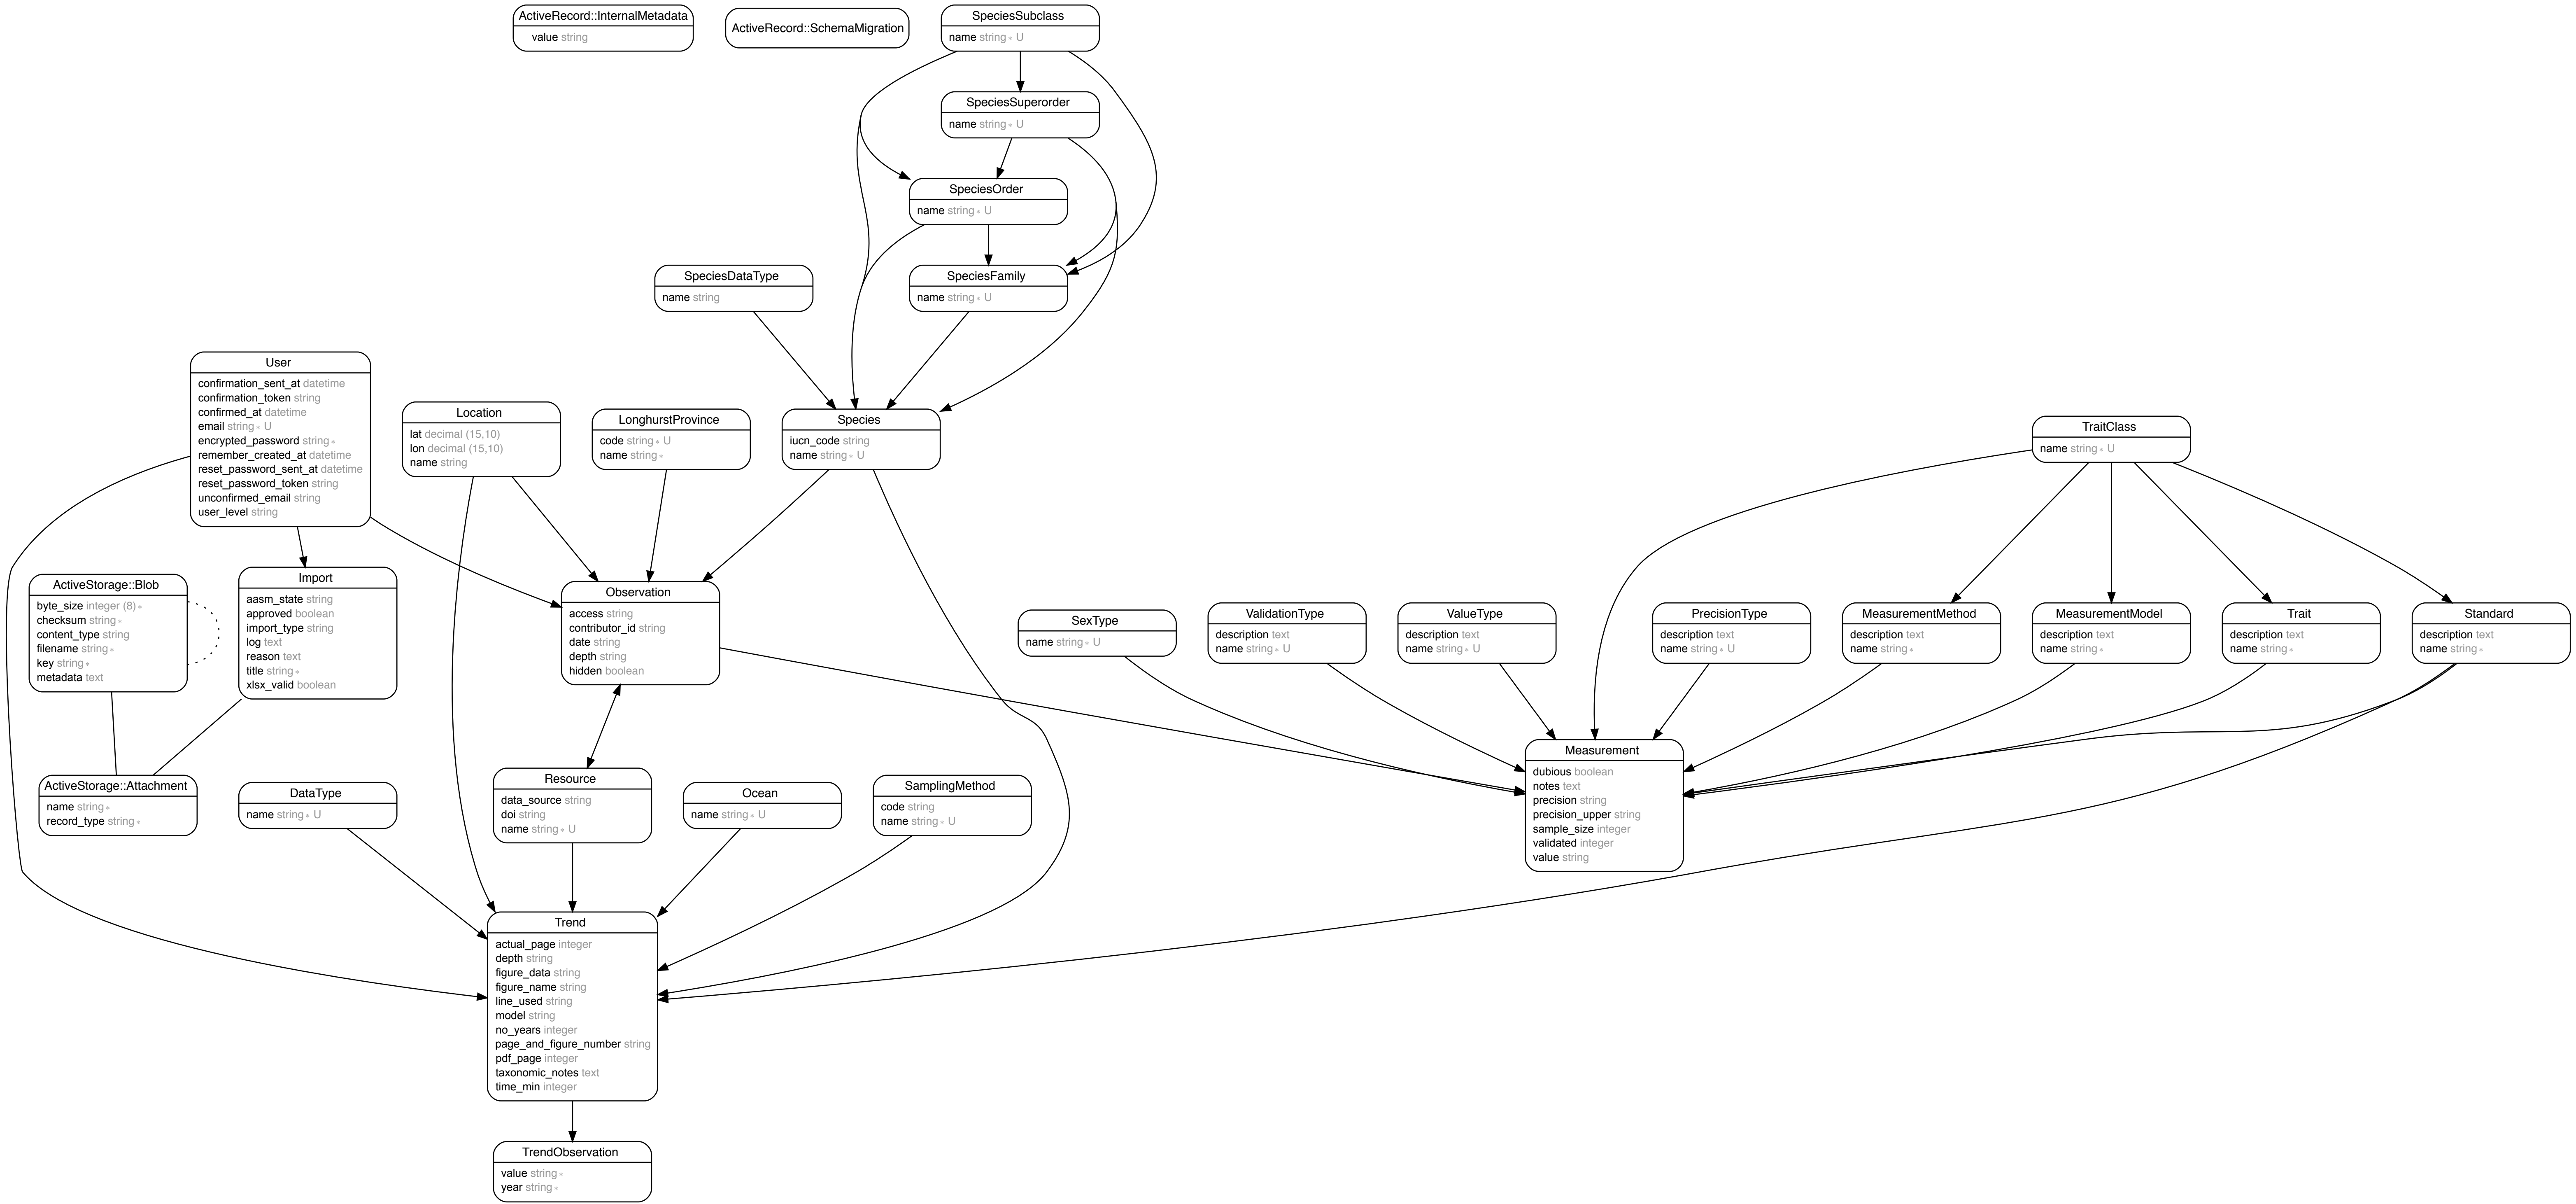 ActiveRecord::InternalMetadata
value string
ActiveRecord::SchemaMigration
SpeciesSubclass
name string * U
SpeciesSuperorder
name string * U
SpeciesOrder
name string * U
SpeciesDataType
name string
SpeciesFamily
name string * U
User
confirmation_sent_at datetime
confirmation_token string
confirmed_at datetime
email string * U
encrypted_password string *
remember_created_at datetime
reset_password_sent_at datetime
reset_password_token string
unconfirmed_email string
user_level string
Location
lat decimal (15,10)
lon decimal (15,10)
name string
LonghurstProvince
code string * U
name string *
Species
iucn_code string
name string * U
TraitClass
name string * U
ActiveStorage::Blob
byte_size integer (8) *
checksum string *
content_type string
filename string *
key string *
metadata text
Import
aasm_state string
approved boolean
import_type string
log text
reason text
title string *
xlsx_valid boolean
Observation
access string
contributor_id string
date string
depth string
hidden boolean
SexType
name string * U
ValidationType
description text
name string * U
ValueType
description text
name string * U
PrecisionType
description text
name string * U
MeasurementMethod
description text
name string *
MeasurementModel
description text
name string *
Trait
description text
name string *
Standard
description text
name string *
ActiveStorage::Attachment
name string *
record_type string *
DataType
name string * U
Resource
data_source string
doi string
name string * U
Ocean
name string * U
SamplingMethod
code string
name string * U
Measurement
dubious boolean
notes text
precision string
precision_upper string
sample_size integer
validated integer
value string
Trend
actual_page integer
depth string
figure_data string
figure_name string
line_used string
model string
no_years integer
page_and_figure_number string
pdf_page integer
taxonomic_notes text
time_min integer
TrendObservation
value string *
year string *